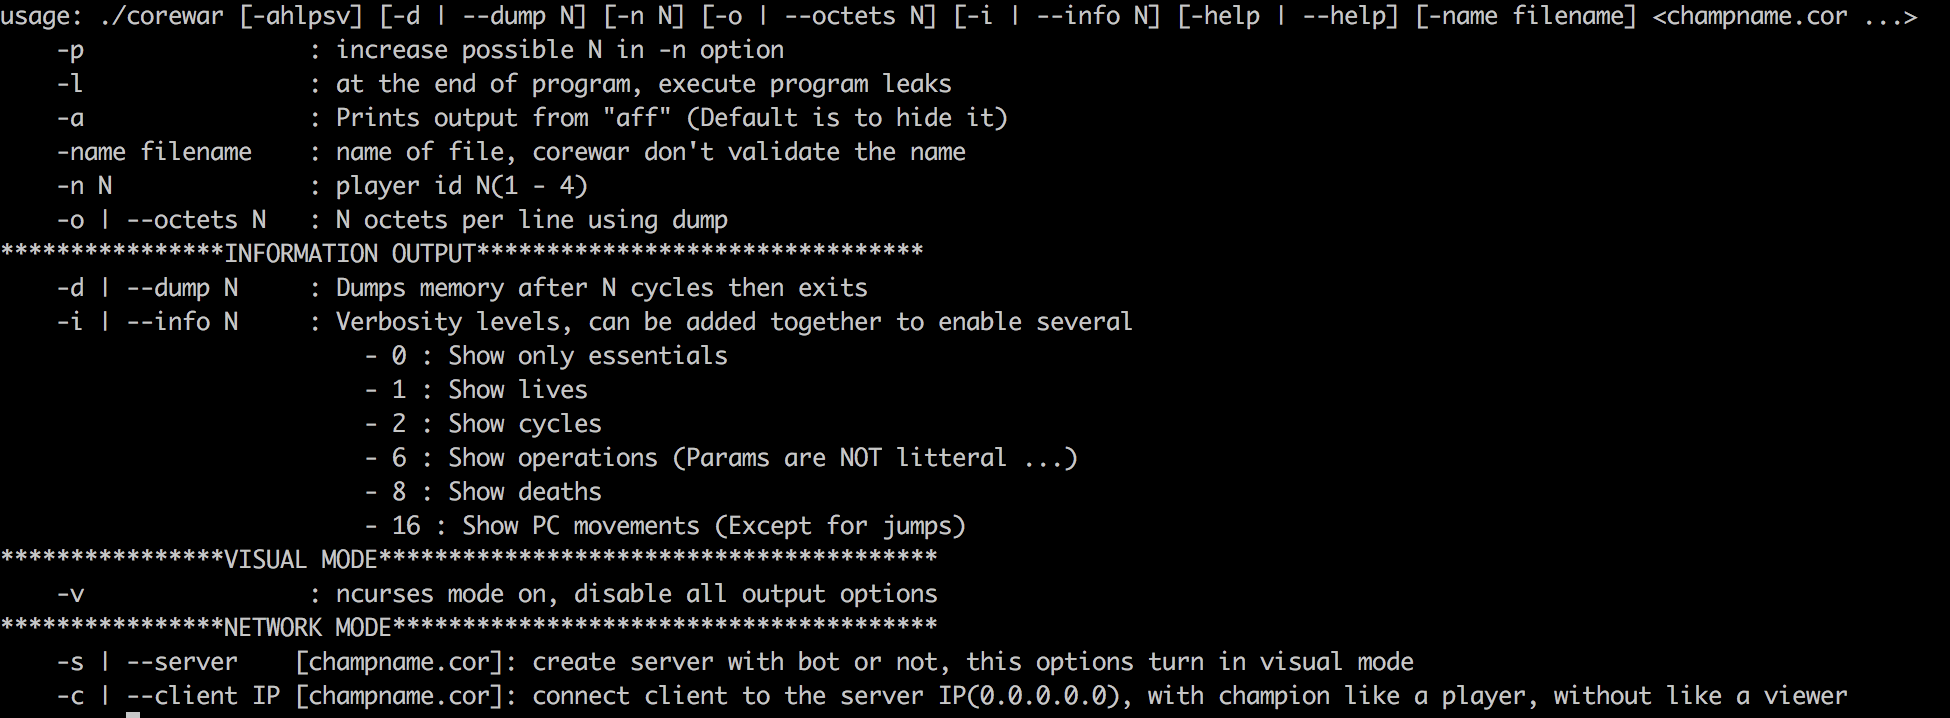 usage: ./corewar [-ahlpsv] [-d | --dump N] [-n N] [-o | --octets N] [-i | --info N] [-help | --help] [-name filename] <champname.cor ...>
    -p                : increase possible N in -n option
    -l                : at the end of program, execute program leaks
    -a                : Prints output from "aff" (Default is to hide it)
    -name filename    : name of file, corewar don't validate the name
    -n N              : player id N(1 - 4)
    -o | --octets N   : N octets per line using dump
****************INFORMATION OUTPUT********************************
    -d | --dump N     : Dumps memory after N cycles then exits
    -i | --info N     : Verbosity levels, can be added together to enable several
                          - 0 : Show only essentials
                          - 1 : Show lives
                          - 2 : Show cycles
                          - 6 : Show operations (Params are NOT litteral ...)
                          - 8 : Show deaths
                          - 16 : Show PC movements (Except for jumps)
****************VISUAL MODE****************************************
    -v                : ncurses mode on, disable all output options
****************NETWORK MODE***************************************
    -s | --server    [champname.cor]: create server with bot or not, this options turn in visual mode
    -c | --client IP [champname.cor]: connect client to the server IP(0.0.0.0.0), with champion like a player, without like a viewer